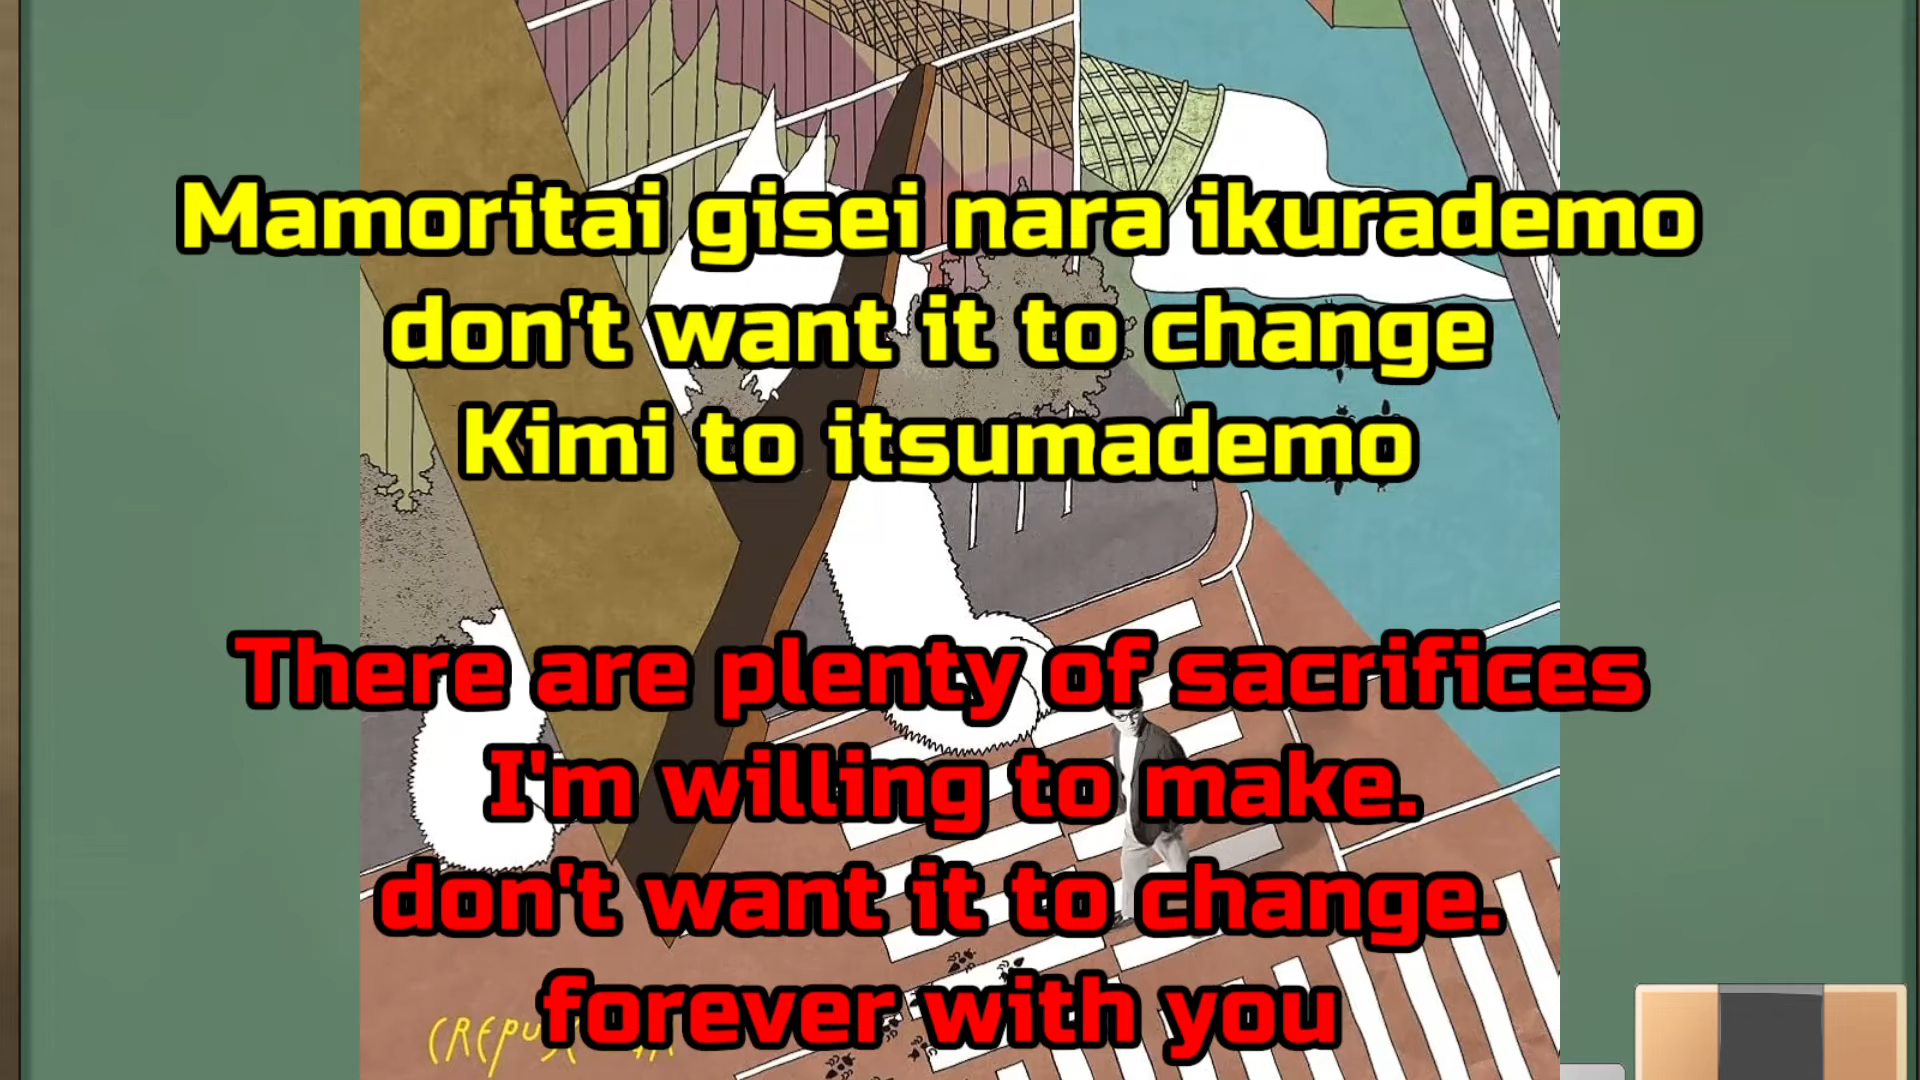 Mamoritai gisei nara ikurademo
don't want it to change
Kimi to itsumademo
There are plenty of sacrifices
I'm willing to make.
don't want it to change.
forever with you